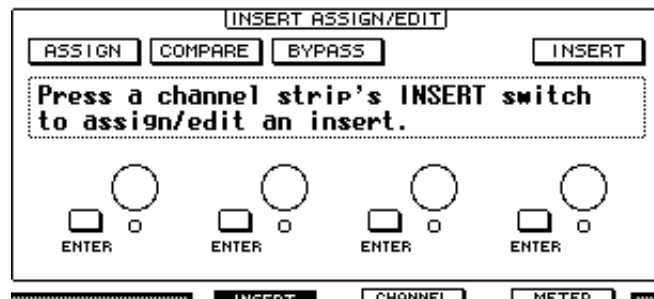 INSERT ASSIGN/EDIT
ASSIGN COMPARE BYPASS INSERT
Press a channel strip's INSERT switch
to assign/edit an insert.
ENTER ENTER ENTER ENTER
INSERT CHANNEL METER